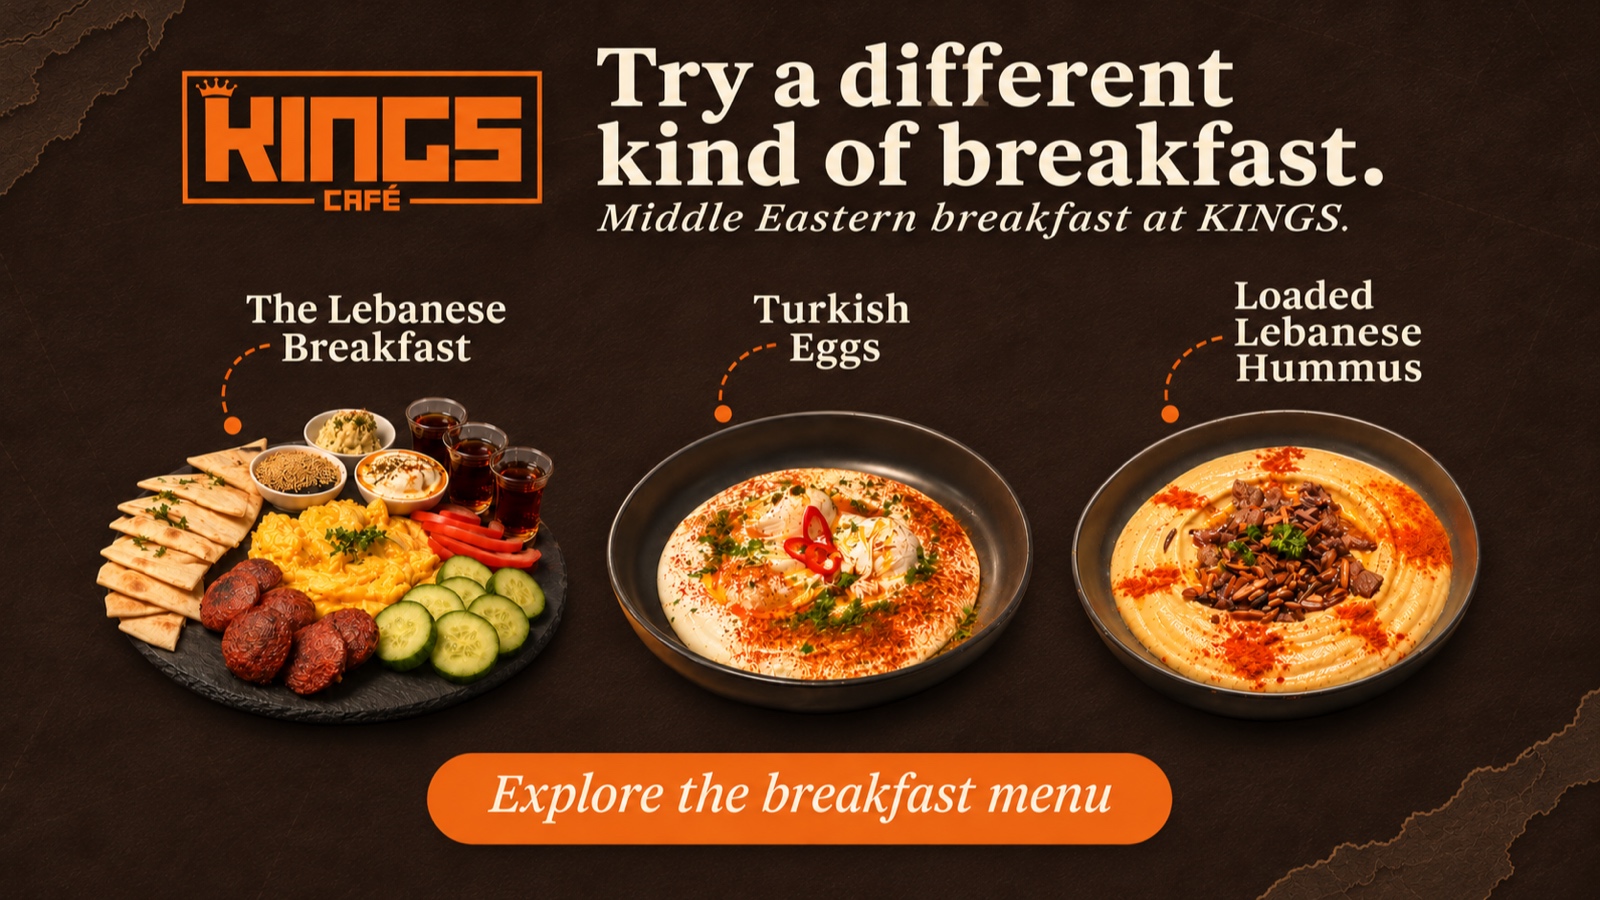 KINGS
CAFÉ
Try a different
kind of breakfast.
Middle Eastern breakfast at KINGS.
The Lebanese
Breakfast
Turkish
Eggs
Loaded
Lebanese
Hummus
Explore the breakfast menu